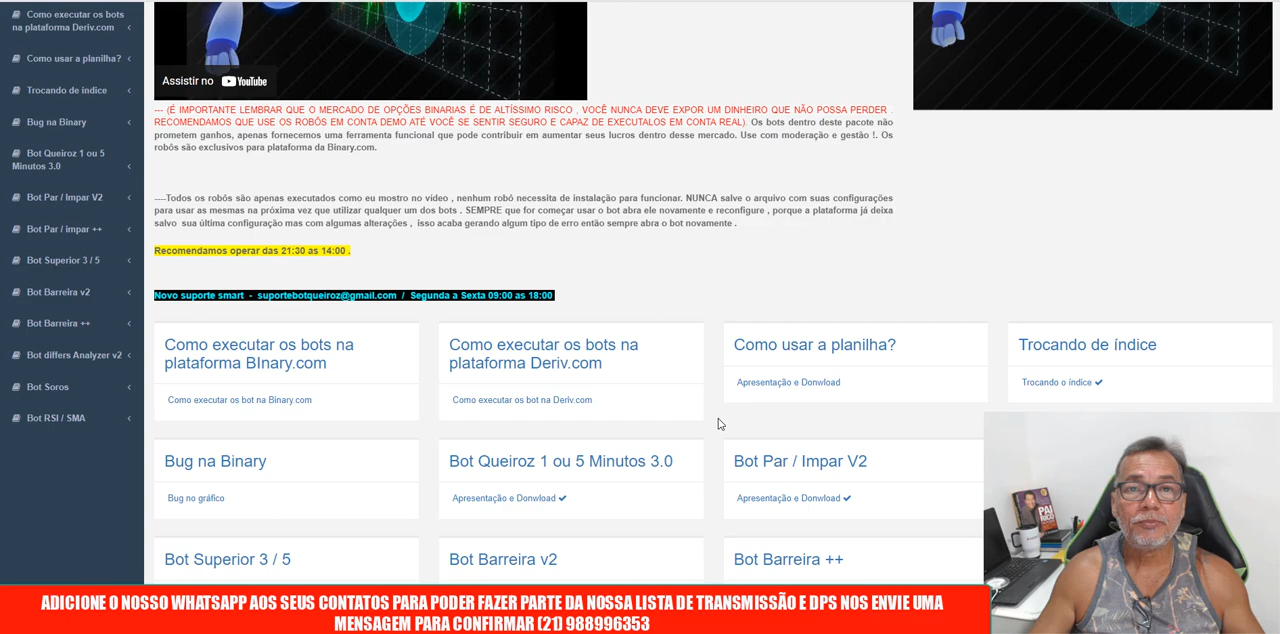 Como executar os bots
na plataforma Deriv.com
Como usar a planilha?
Trocando de índice
Bug na Binary
Bot Queiroz 1 ou 5
Minutos 3.0
Bot Par / Impar V2
Bot Par / impar ++
Bot Superior 3 / 5
Bot Barreira v2
Bot Barreira ++
Bot differs Analyzer v2
Bot Soros
Bot RSI / SMA
Assistir no YouTube
--- (É IMPORTANTE LEMBRAR QUE O MERCADO DE OPÇÕES BINARIAS É DE ALTÍSSIMO RISCO , VOCÊ NUNCA DEVE EXPOR UM DINHEIRO QUE NÃO POSSA PERDER .
RECOMENDAMOS QUE USE OS ROBÔS EM CONTA DEMO ATÉ VOCÊ SE SENTIR SEGURO E CAPAZ DE EXECUTALOS EM CONTA REAL). Os bots dentro deste pacote não
prometem ganhos, apenas fornecemos uma ferramenta funcional que pode contribuir em aumentar seus lucros dentro desse mercado. Use com moderação e gestão !. Os
robôs são exclusivos para plataforma da Binary.com.
----Todos os robôs são apenas executados como eu mostro no vídeo , nenhum robô necessita de instalação para funcionar. NUNCA salve o arquivo com suas configurações
para usar as mesmas na próxima vez que utilizar qualquer um dos bots . SEMPRE que for começar usar o bot abra ele novamente e reconfigure , porque a plataforma já deixa
salvo sua última configuração mas com algumas alterações , isso acaba gerando algum tipo de erro então sempre abra o bot novamente .
Recomendamos operar das 21:30 as 14:00 .
Novo suporte smart - suportebotqueiroz@gmail.com / Segunda a Sexta 09:00 as 18:00
Como executar os bots na
plataforma BInary.com
Como executar os bot na Binary.com
Como executar os bots na
plataforma Deriv.com
Como executar os bot na Deriv.com
Como usar a planilha?
Apresentação e Donwload
Trocando de índice
Trocando o índice
Bug na Binary
Bug no gráfico
Bot Queiroz 1 ou 5 Minutos 3.0
Apresentação e Donwload
Bot Par / Impar V2
Apresentação e Donwload
Bot Superior 3 / 5
Bot Barreira v2
Bot Barreira ++
ADICIONE O NOSSO WHATSAPP AOS SEUS CONTATOS PARA PODER FAZER PARTE DA NOSSA LISTA DE TRANSMISSÃO E DPS NOS ENVIE UMA
MENSAGEM PARA CONFIRMAR (21) 988996353